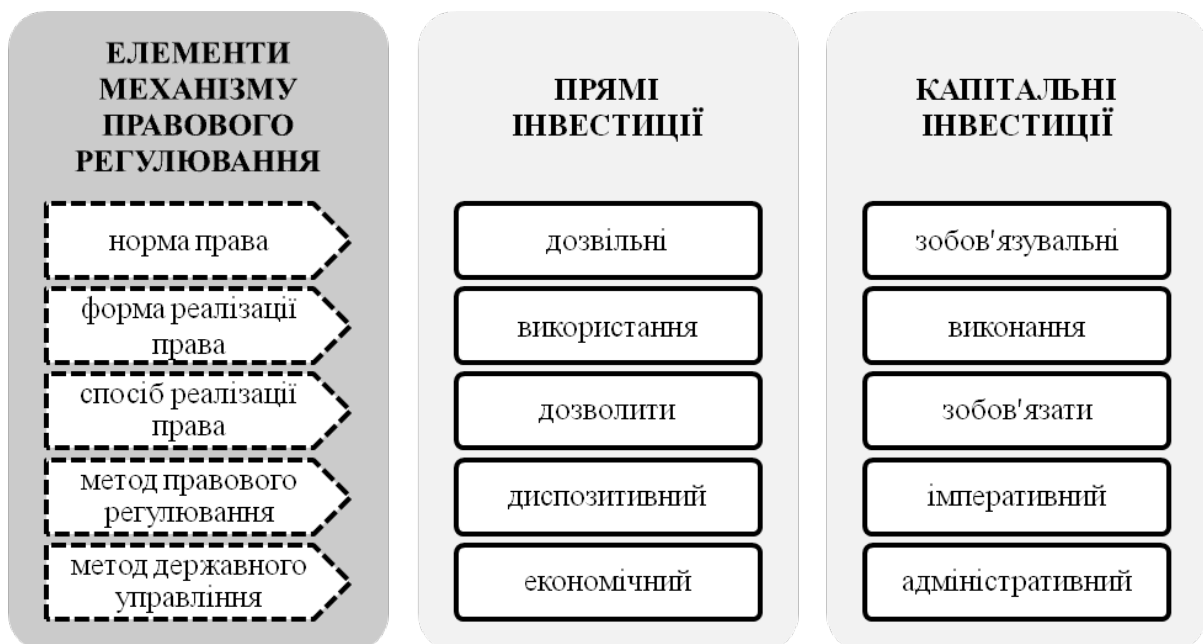 ЕЛЕМЕНТИ
МЕХАНІЗМУ
ПРАВОВОГО
РЕГУЛЮВАННЯ
норма права
форма реалізації
права
спосіб реалізації
права
метод правового
регулювання
метод державного
управління
ПРЯМІ
ІНВЕСТИЦІЇ
дозвільні
використання
дозволити
диспозитивний
економічний
КАПІТАЛЬНІ
ІНВЕСТИЦІЇ
зобов'язувальні
виконання
зобов'язати
імперативний
адміністративний